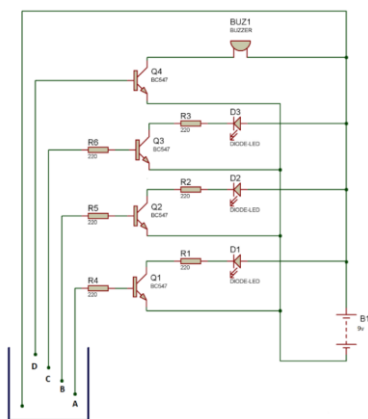 BUZ1
BUZZER
Q4
BC547
R3
220
D3
DIODE-LED
R6
220
Q3
BC547
R2
220
D2
DIODE-LED
R5
220
Q2
BC547
R1
220
D1
DIODE-LED
R4
220
Q1
BC547
B1
9v
D
C
B
A